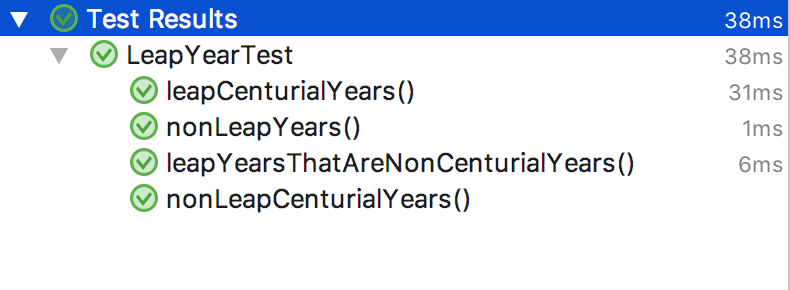 Test Results 38ms
LeapYearTest 38ms
leapCenturialYears() 31ms
nonLeapYears() 1ms
leapYearsThatAreNonCenturialYears() 6ms
nonLeapCenturialYears()